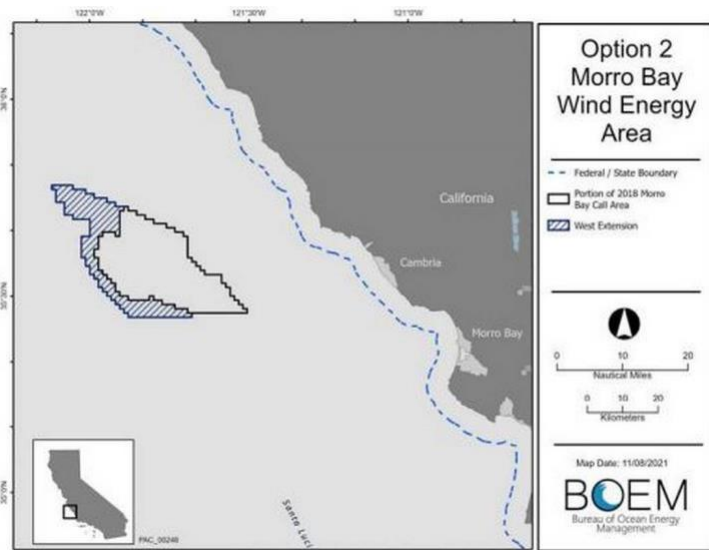 122°0'W
121°30'W
121°0'W
36°0'N
35°30'N
35°0'N
California
Cambria
Morro Bay
Santa Luci
PAC_00248
Option 2
Morro Bay
Wind Energy
Area
Federal / State Boundary
Portion of 2018 Morro
Bay Call Area
West Extension
0 10 20
Nautical Miles
0 10 20
Kilometers
Map Date: 11/08/2021
BOEM
Bureau of Ocean Energy
Management